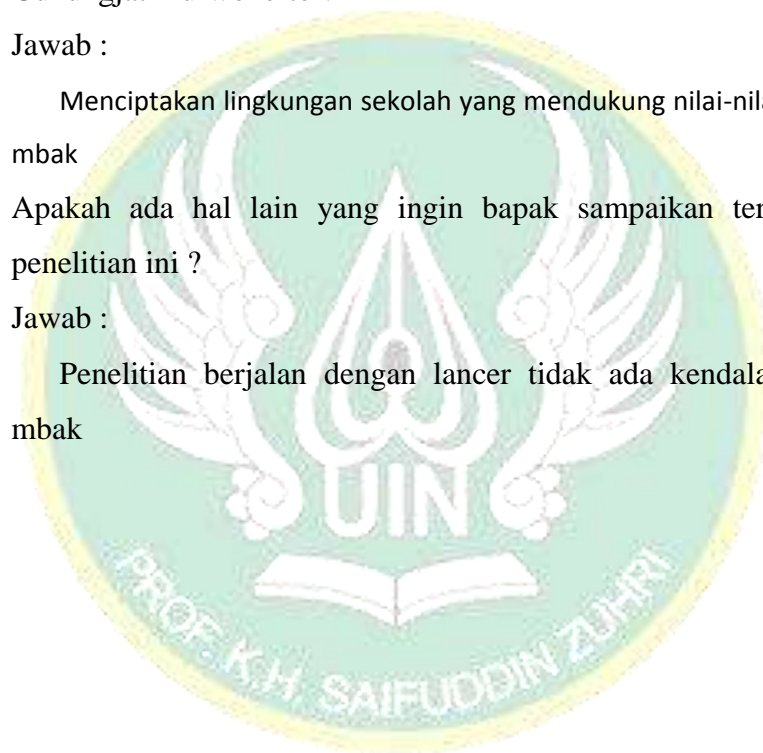 Jawab :
Menciptakan lingkungan sekolah yang mendukung nilai-nila
mbak
Apakah ada hal lain yang ingin bapak sampaikan ter
penelitian ini ?
Jawab :
Penelitian berjalan dengan lancer tidak ada kendala
mbak
UIN
PROF. K.H. SAIFUDDIN ZUHRI